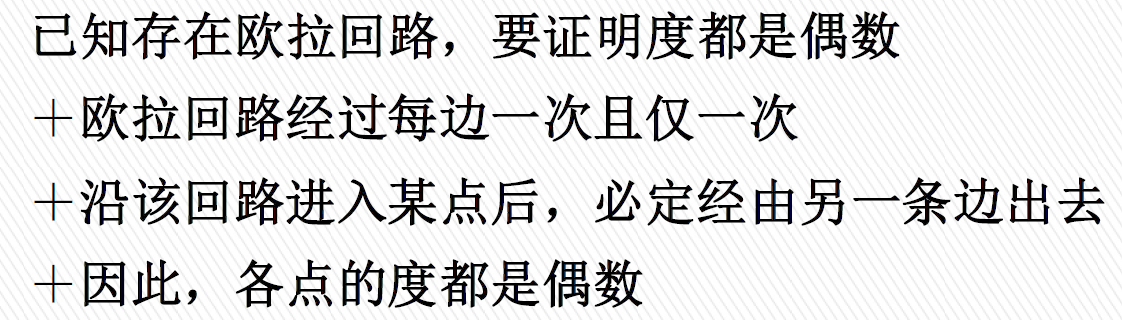 已知存在欧拉回路，要证明度都是偶数
+欧拉回路经过每边一次且仅一次
+沿该回路进入某点后，必定经由另一条边出去
+因此，各点的度都是偶数